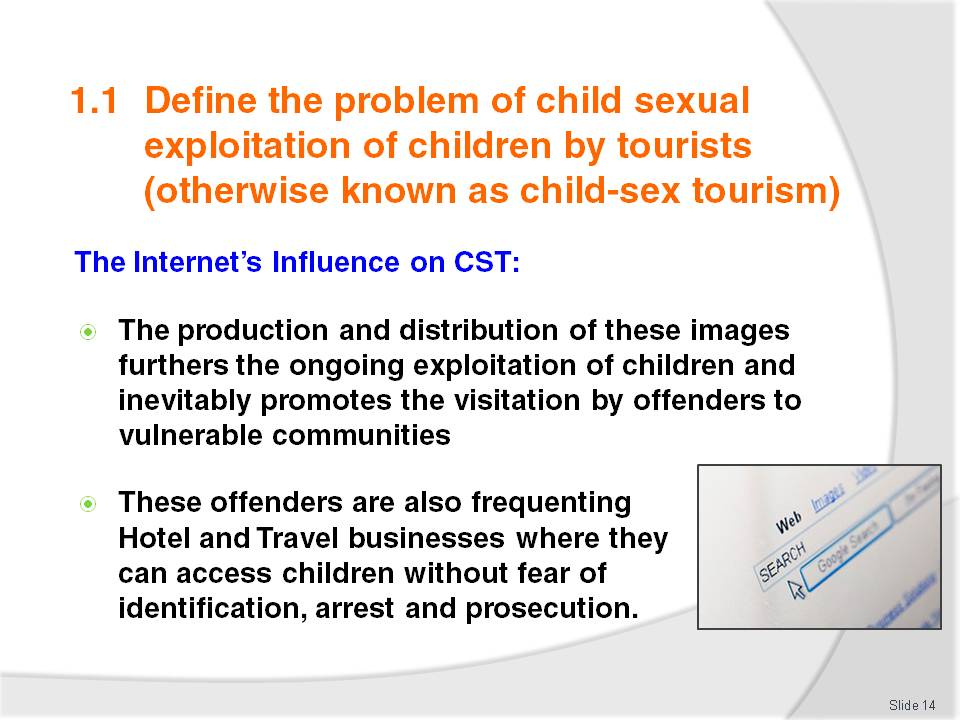 1.1 Define the problem of child sexual
exploitation of children by tourists
(otherwise known as child-sex tourism)
The Internet’s Influence on CST:
The production and distribution of these images
furthers the ongoing exploitation of children and
inevitably promotes the visitation by offenders to
vulnerable communities
These offenders are also frequenting
Hotel and Travel businesses where they
can access children without fear of
identification, arrest and prosecution.
Web Images Video
SEARCH Google Search
Slide 14